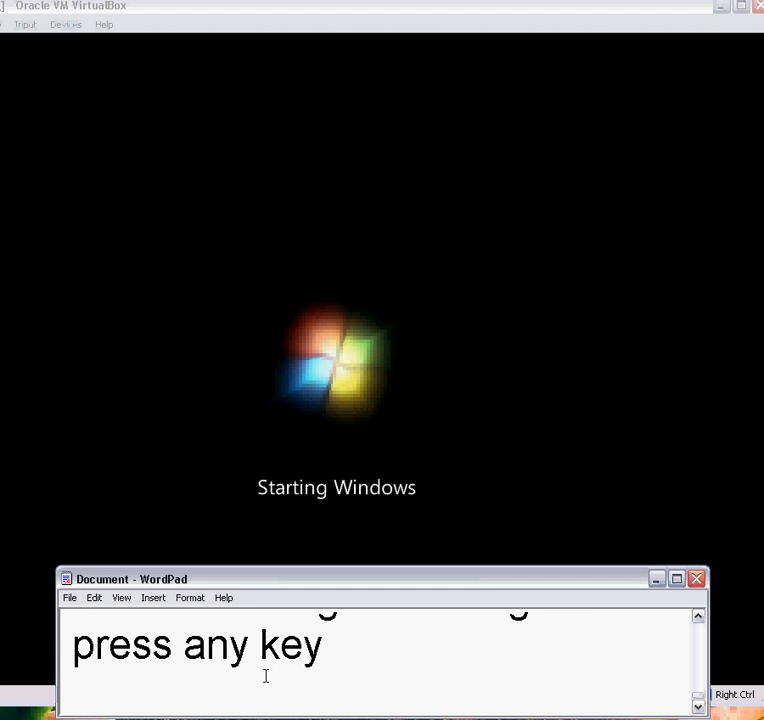 Oracle VM VirtualBox
Input Devices Help
Starting Windows
Document - WordPad
File Edit View Insert Format Help
press any key
Right Ctrl